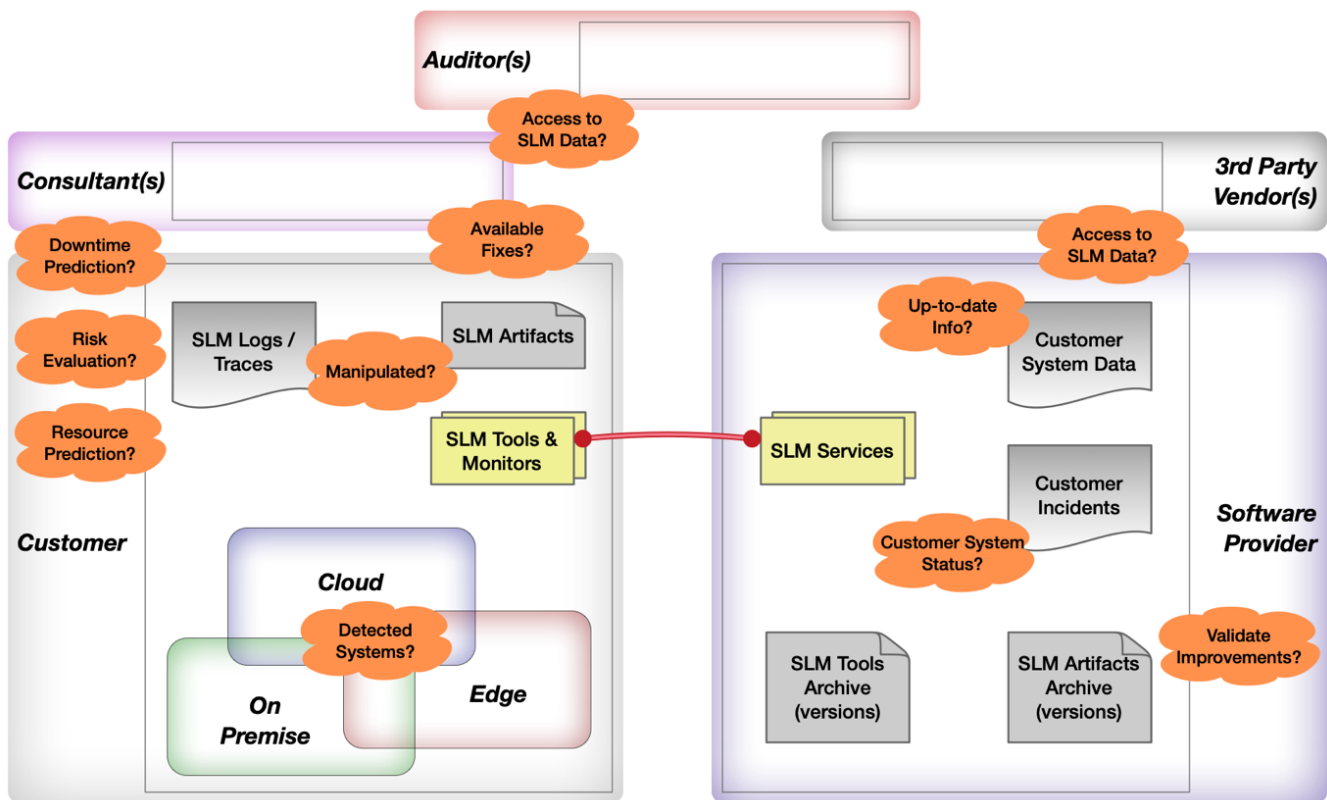 Auditor(s)
Access to
SLM Data?
Consultant(s)
3rd Party
Vendor(s)
Downtime
Prediction?
Available
Fixes?
Access to
SLM Data?
Risk
Evaluation?
SLM Logs /
Traces
Manipulated?
SLM Artifacts
Up-to-date
Info?
Customer
System Data
Resource
Prediction?
SLM Tools &
Monitors
SLM Services
Customer
Incidents
Customer
Customer System
Status?
Software
Provider
Cloud
Detected
Systems?
On
Premise
Edge
SLM Tools
Archive
(versions)
SLM Artifacts
Archive
(versions)
Validate
Improvements?